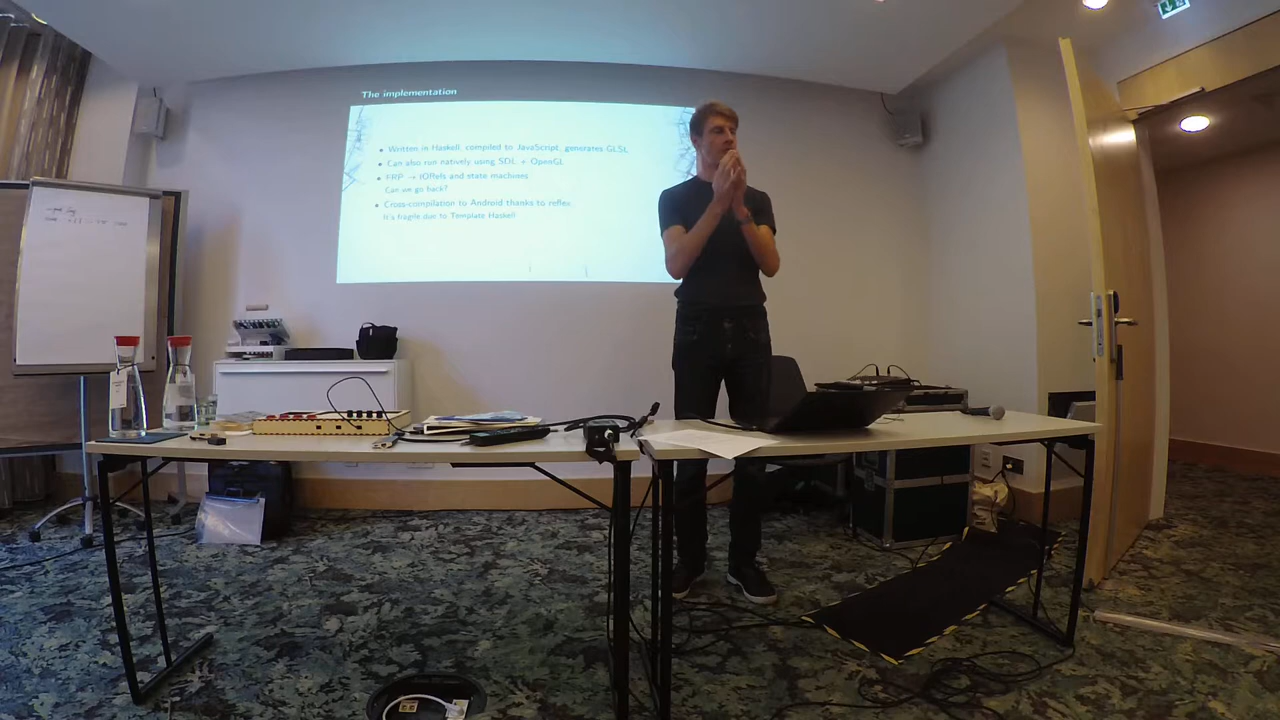 The implementation
Written in Haskell, compiled to JavaScript, generates GLSL
Can also run natively using SDL + OpenGL
FRP → IORefs and state machines
Can we go back?
Cross-compilation to Android thanks to reflex
It's fragile due to Template Haskell